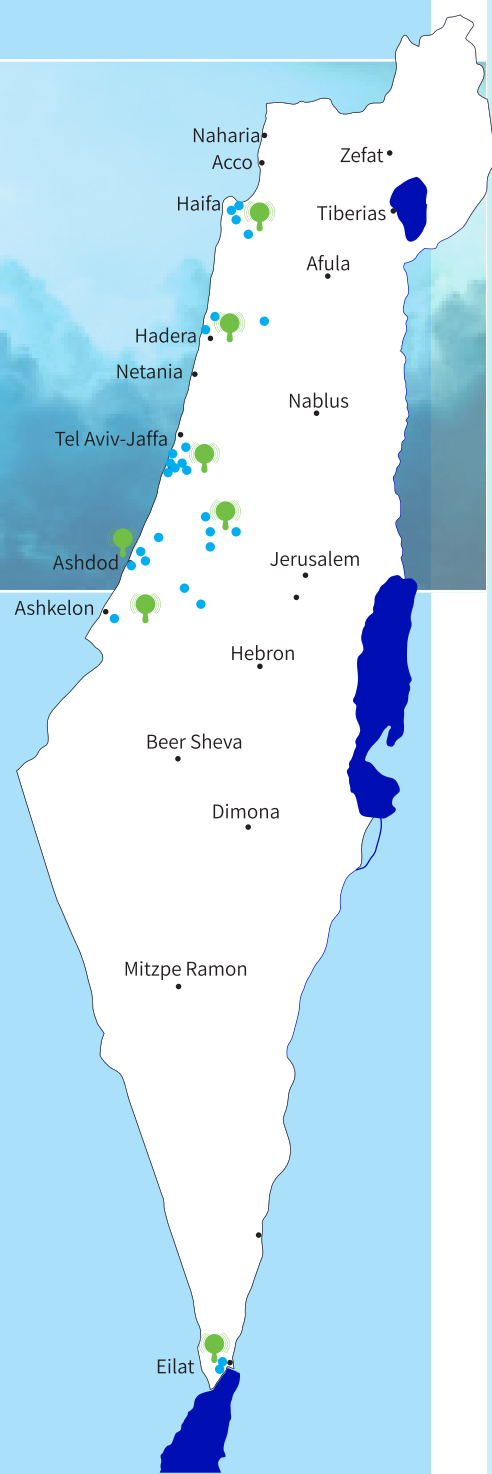 Naharia
Acco
Zefat
Haifa
Tiberias
Afula
Hadera
Netania
Nablus
Tel Aviv-Jaffa
Ashdod
Jerusalem
Ashkelon
Hebron
Beer Sheva
Dimona
Mitzpe Ramon
Eilat